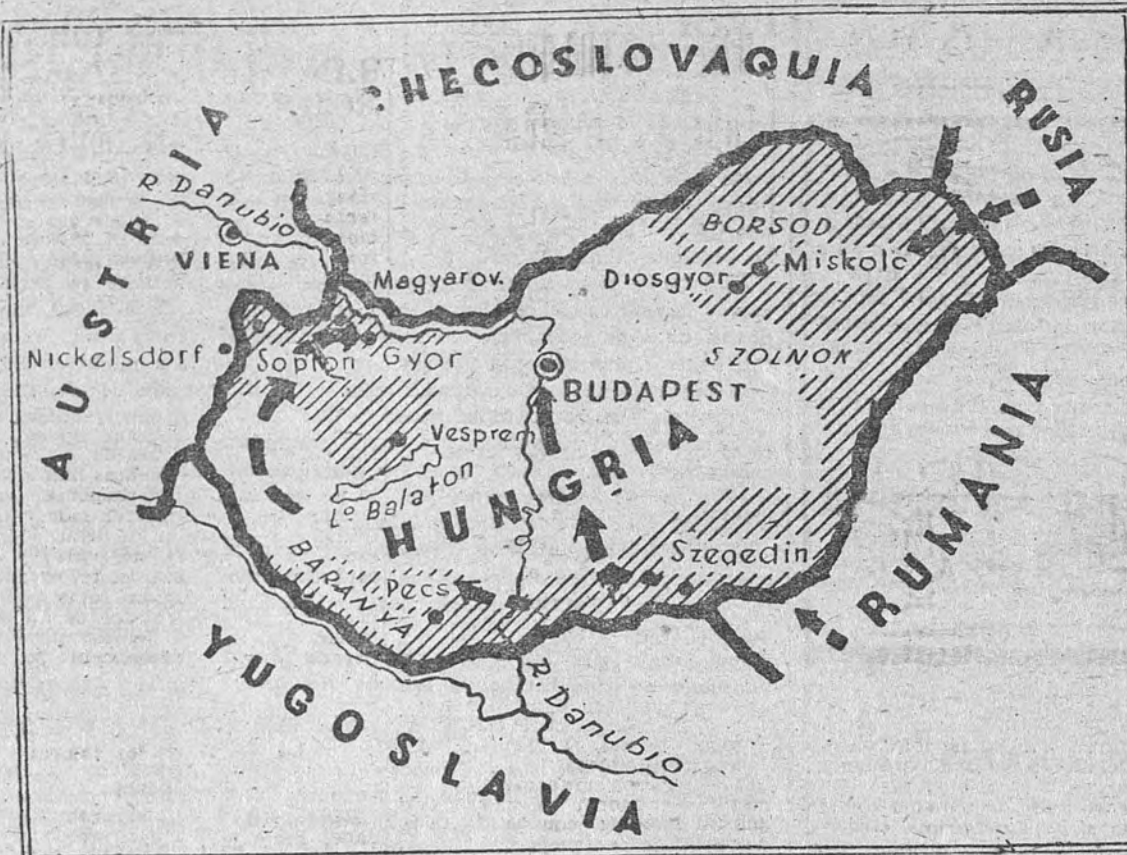 :HECOSLOVAQUIA
RUSIA
AUSTRIA
R Danubio
VIENA
Magyarov.
BORSOD
Miskolc
Diosgyor
Nickelsdorf
Sopron
Gyor
SZOLNOK
BUDAPEST
Vesprem
Lº Balaton
HUNGRIA
RUMANIA
BARANYA
Pecs
Szegedin
YUGOSLAVIA
R. Danubio